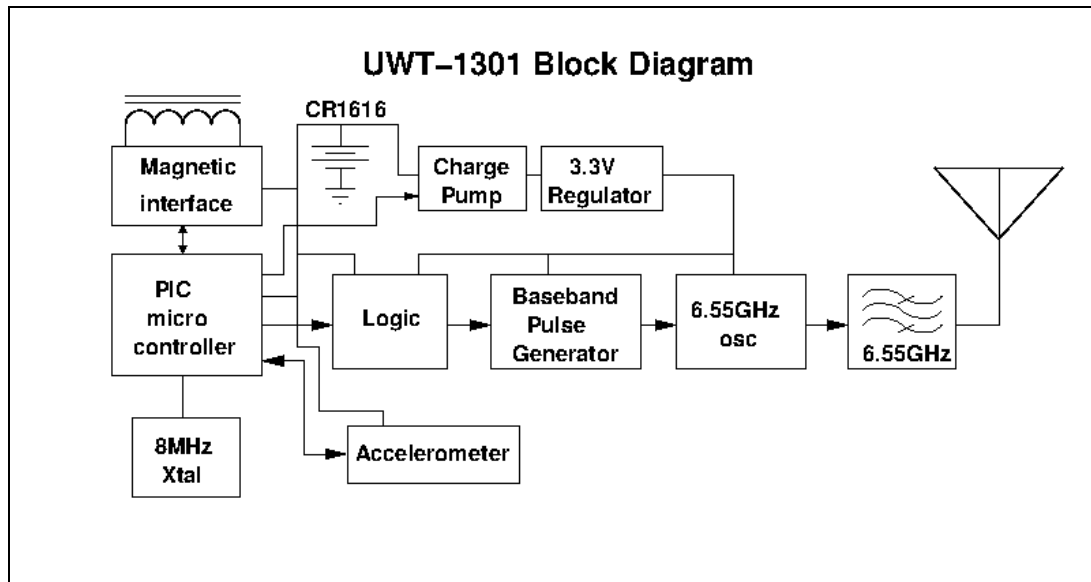 UWT–1301 Block Diagram
CR1616
Magnetic
interface
Charge
Pump
3.3V
Regulator
PIC
micro
controller
Logic
Baseband
Pulse
Generator
6.55GHz
osc
6.55GHz
8MHz
Xtal
Accelerometer